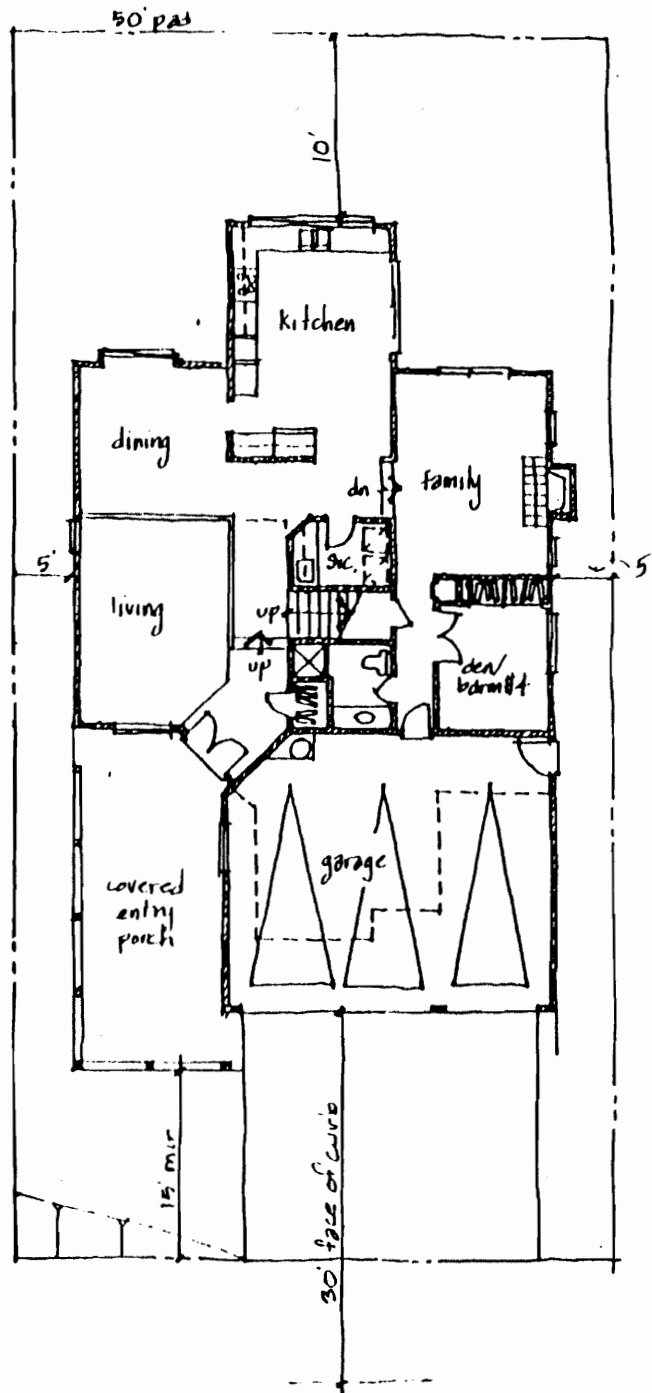 50' pad
10'
kitchen
dining
dn
family
5'
living
svc.
5'
up
up
den/
bdrm #4
garage
covered
entry
porch
15' min
30' face of curb